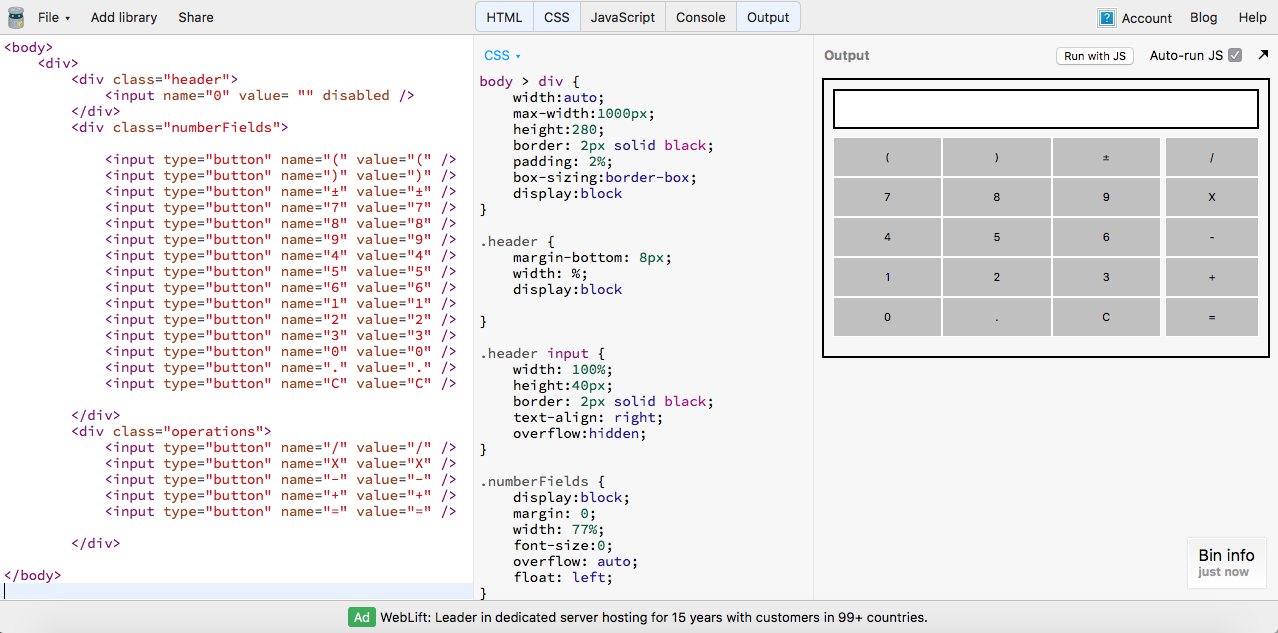 File ▾ Add library Share HTML CSS JavaScript Console Output ? Account Blog Help
<body>
<div>
<div class="header">
<input name="0" value= "" disabled />
</div>
<div class="numberFields">
<input type="button" name="(" value="(" />
<input type="button" name=")" value=")" />
<input type="button" name="±" value="±" />
<input type="button" name="7" value="7" />
<input type="button" name="8" value="8" />
<input type="button" name="9" value="9" />
<input type="button" name="4" value="4" />
<input type="button" name="5" value="5" />
<input type="button" name="6" value="6" />
<input type="button" name="1" value="1" />
<input type="button" name="2" value="2" />
<input type="button" name="3" value="3" />
<input type="button" name="0" value="0" />
<input type="button" name="." value="." />
<input type="button" name="C" value="C" />
</div>
<div class="operations">
<input type="button" name="/" value="/" />
<input type="button" name="X" value="X" />
<input type="button" name="-" value="-" />
<input type="button" name="+" value="+" />
<input type="button" name="=" value="=" />
</div>
</body>
CSS ▾
body > div {
width:auto;
max-width:1000px;
height:280;
border: 2px solid black;
padding: 2%;
box-sizing:border-box;
display:block
}
.header {
margin-bottom: 8px;
width: %;
display:block
}
.header input {
width: 100%;
height:40px;
border: 2px solid black;
text-align: right;
overflow:hidden;
}
.numberFields {
display:block;
margin: 0;
width: 77%;
font-size:0;
overflow: auto;
float: left;
}
Output Run with JS Auto-run JS
( ) ± /
7 8 9 X
4 5 6 -
1 2 3 +
0 . C =
Bin info
just now
Ad WebLift: Leader in dedicated server hosting for 15 years with customers in 99+ countries.